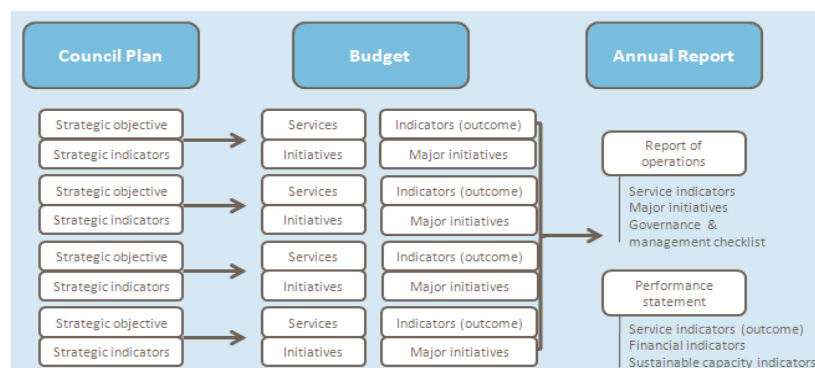 Council Plan
Budget
Annual Report
Strategic objective
Strategic indicators
Services
Initiatives
Indicators (outcome)
Major initiatives
Strategic objective
Strategic indicators
Services
Initiatives
Indicators (outcome)
Major initiatives
Strategic objective
Strategic indicators
Services
Initiatives
Indicators (outcome)
Major initiatives
Strategic objective
Strategic indicators
Services
Initiatives
Indicators (outcome)
Major initiatives
Report of
operations
Service indicators
Major initiatives
Governance &
management checklist
Performance
statement
Service indicators (outcome)
Financial indicators
Sustainable capacity indicators